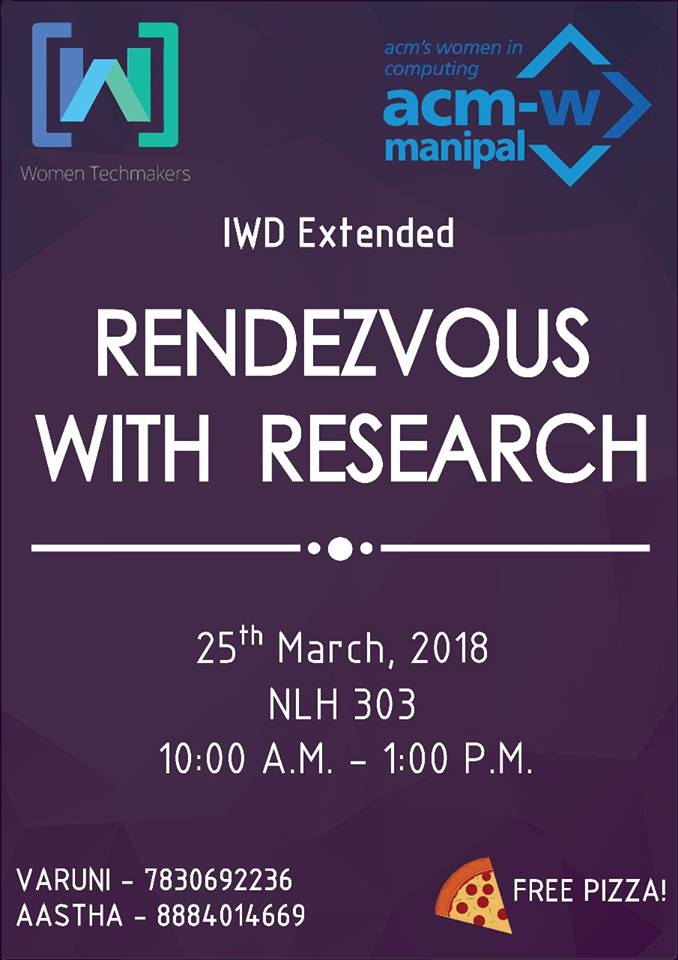 Women Techmakers
acm's women in
computing
acm-w
manipal
IWD Extended
RENDEZVOUS
WITH RESEARCH
25th March, 2018
NLH 303
10:00 A.M. - 1:00 P.M.
VARUNI - 7830692236
AASTHA - 8884014669
FREE PIZZA!